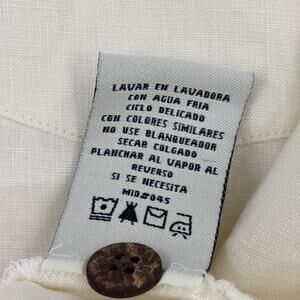 LAVAR EN LAVADORA
CON AGUA FRIA
CICLO DELICADO
CON COLORES SIMILARES
NO USE BLANQUEADOR
SECAR COLGADO
PLANCHAR AL VAPOR AL
REVERSO
SI SE NECESITA
MID#045